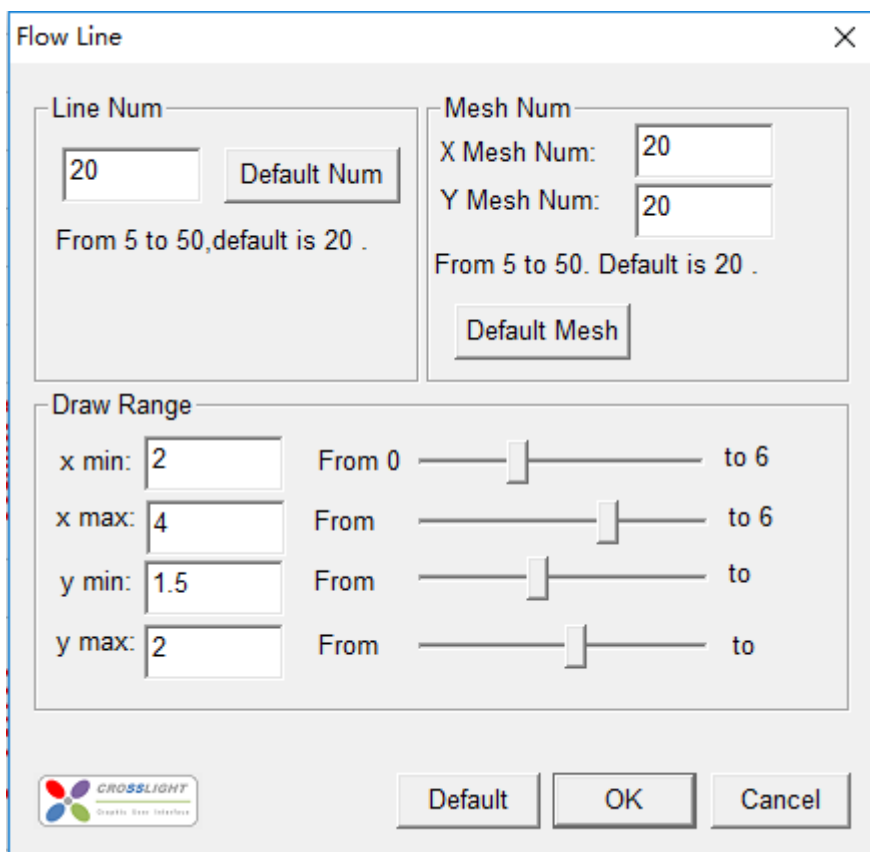 Flow Line
Line Num
20
Default Num
From 5 to 50,default is 20 .
Mesh Num
X Mesh Num: 20
Y Mesh Num: 20
From 5 to 50. Default is 20 .
Default Mesh
Draw Range
x min: 2 From 0 to 6
x max: 4 From to 6
y min: 1.5 From to
y max: 2 From to
CROSSLIGHT
Graphic User Interface
Default OK Cancel